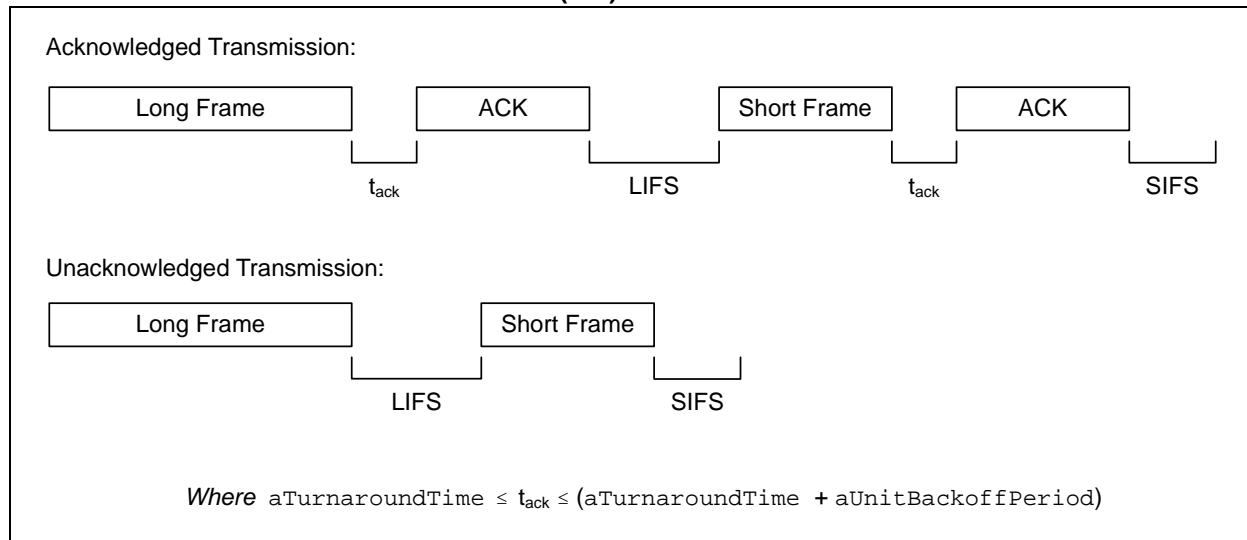 Acknowledged Transmission:
Long Frame ACK Short Frame ACK
tack LIFS tack SIFS
Unacknowledged Transmission:
Long Frame Short Frame
LIFS SIFS
Where aTurnaroundTime ≤ tack ≤ (aTurnaroundTime + aUnitBackoffPeriod)